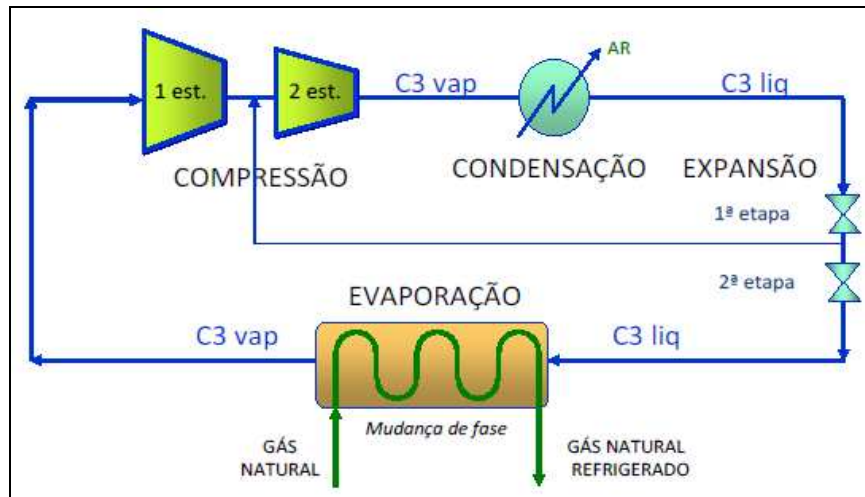 AR
1 est.
2 est.
C3 vap
C3 liq
COMPRESSÃO
CONDENSAÇÃO
EXPANSÃO
1ª etapa
2ª etapa
EVAPORAÇÃO
C3 vap
C3 liq
Mudança de fase
GÁS
NATURAL
GÁS NATURAL
REFRIGERADO